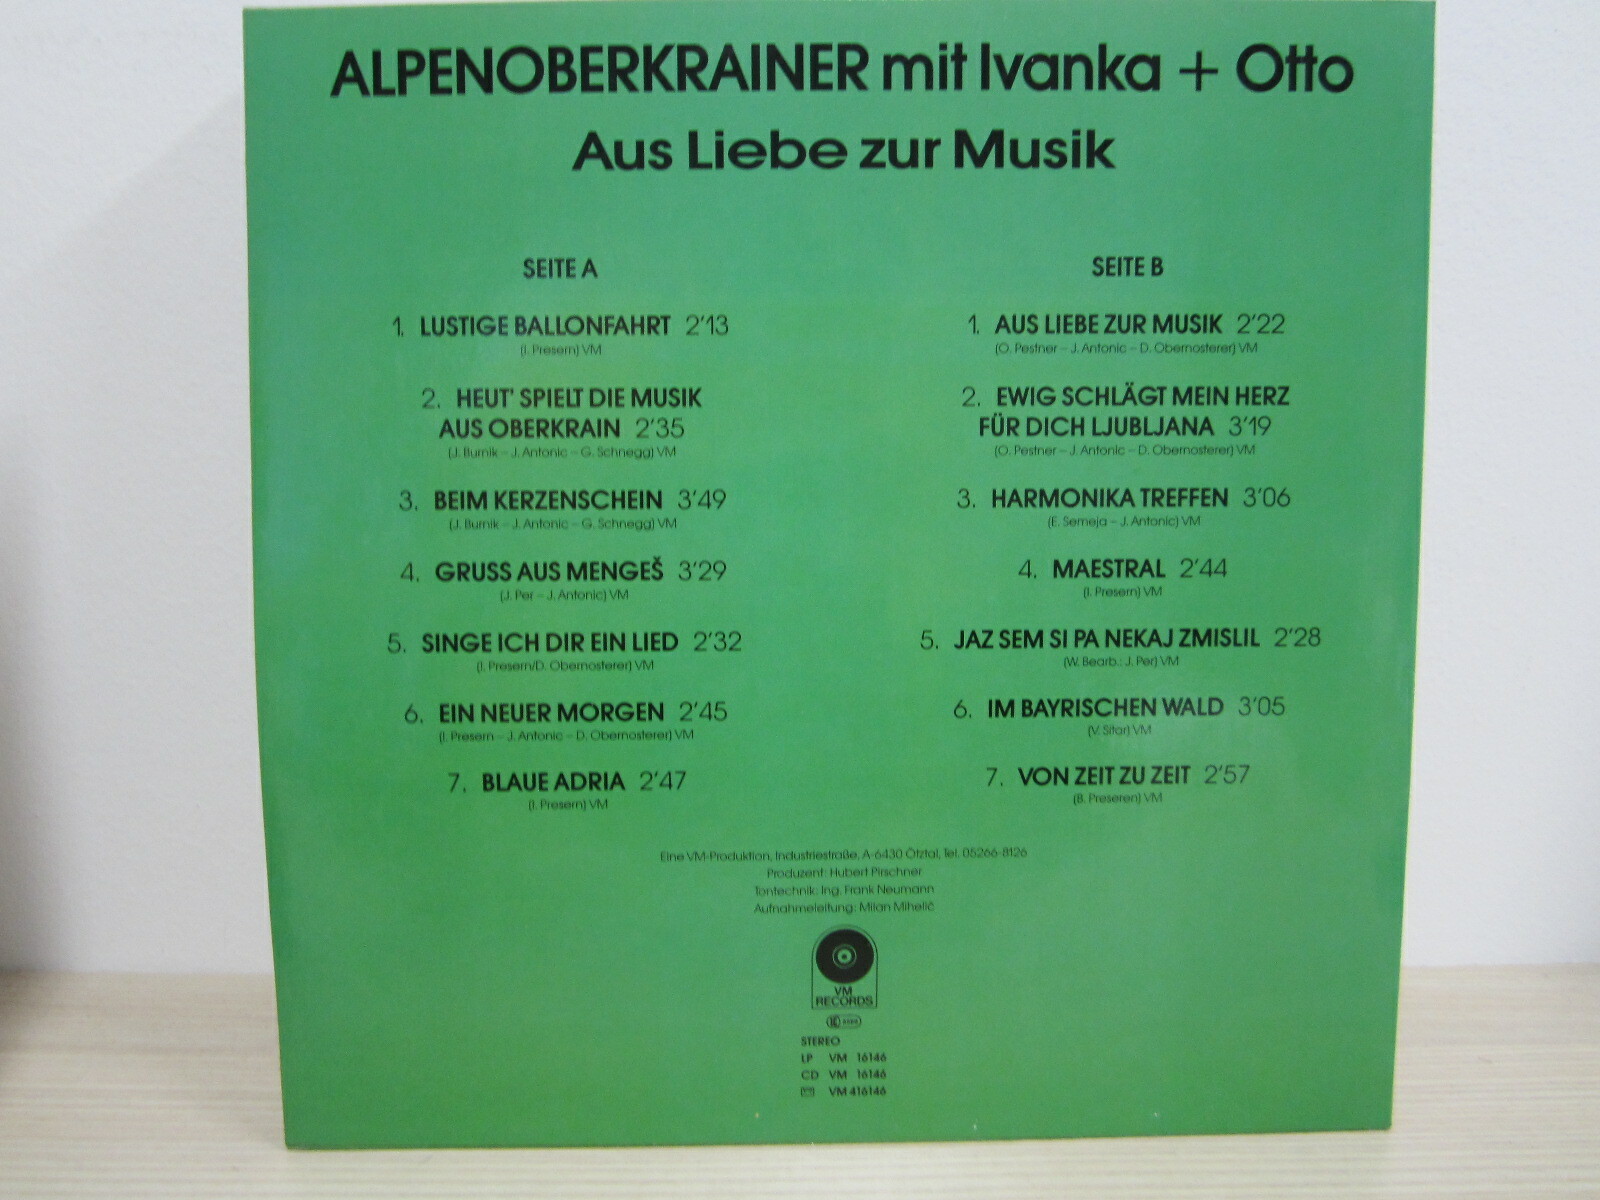 ALPENOBERKRAINER mit Ivanka + Otto
Aus Liebe zur Musik
SEITE A
1. LUSTIGE BALLONFAHRT 2'13
(I. Presern) VM
2. HEUT' SPIELT DIE MUSIK
AUS OBERKRAIN 2'35
(J. Burnik – J. Antonic – G. Schnegg) VM
3. BEIM KERZENSCHEIN 3'49
(J. Burnik – J. Antonic – G. Schnegg) VM
4. GRUSS AUS MENGEŠ 3'29
(J. Per – J. Antonic) VM
5. SINGE ICH DIR EIN LIED 2'32
(I. Presern/D. Obernosterer) VM
6. EIN NEUER MORGEN 2'45
(I. Presern – J. Antonic – D. Obernosterer) VM
7. BLAUE ADRIA 2'47
(I. Presern) VM
SEITE B
1. AUS LIEBE ZUR MUSIK 2'22
(O. Pestner – J. Antonic – D. Obernosterer) VM
2. EWIG SCHLÄGT MEIN HERZ
FÜR DICH LJUBLJANA 3'19
(O. Pestner – J. Antonic – D. Obernosterer) VM
3. HARMONIKA TREFFEN 3'06
(E. Semeja – J. Antonic) VM
4. MAESTRAL 2'44
(I. Presern) VM
5. JAZ SEM SI PA NEKAJ ZMISLIL 2'28
(W. Bearb.: J. Per) VM
6. IM BAYRISCHEN WALD 3'05
(V. Sitar) VM
7. VON ZEIT ZU ZEIT 2'57
(B. Preseren) VM
Eine VM-Produktion, Industriestraße, A-6430 Ötztal, Tel. 05266-8126
Produzent: Hubert Pirschner
Tontechnik: Ing. Frank Neumann
Aufnahmeleitung: Milan Mihelič
VM
RECORDS
STEREO
LP VM 16146
CD VM 16146
VM 416146